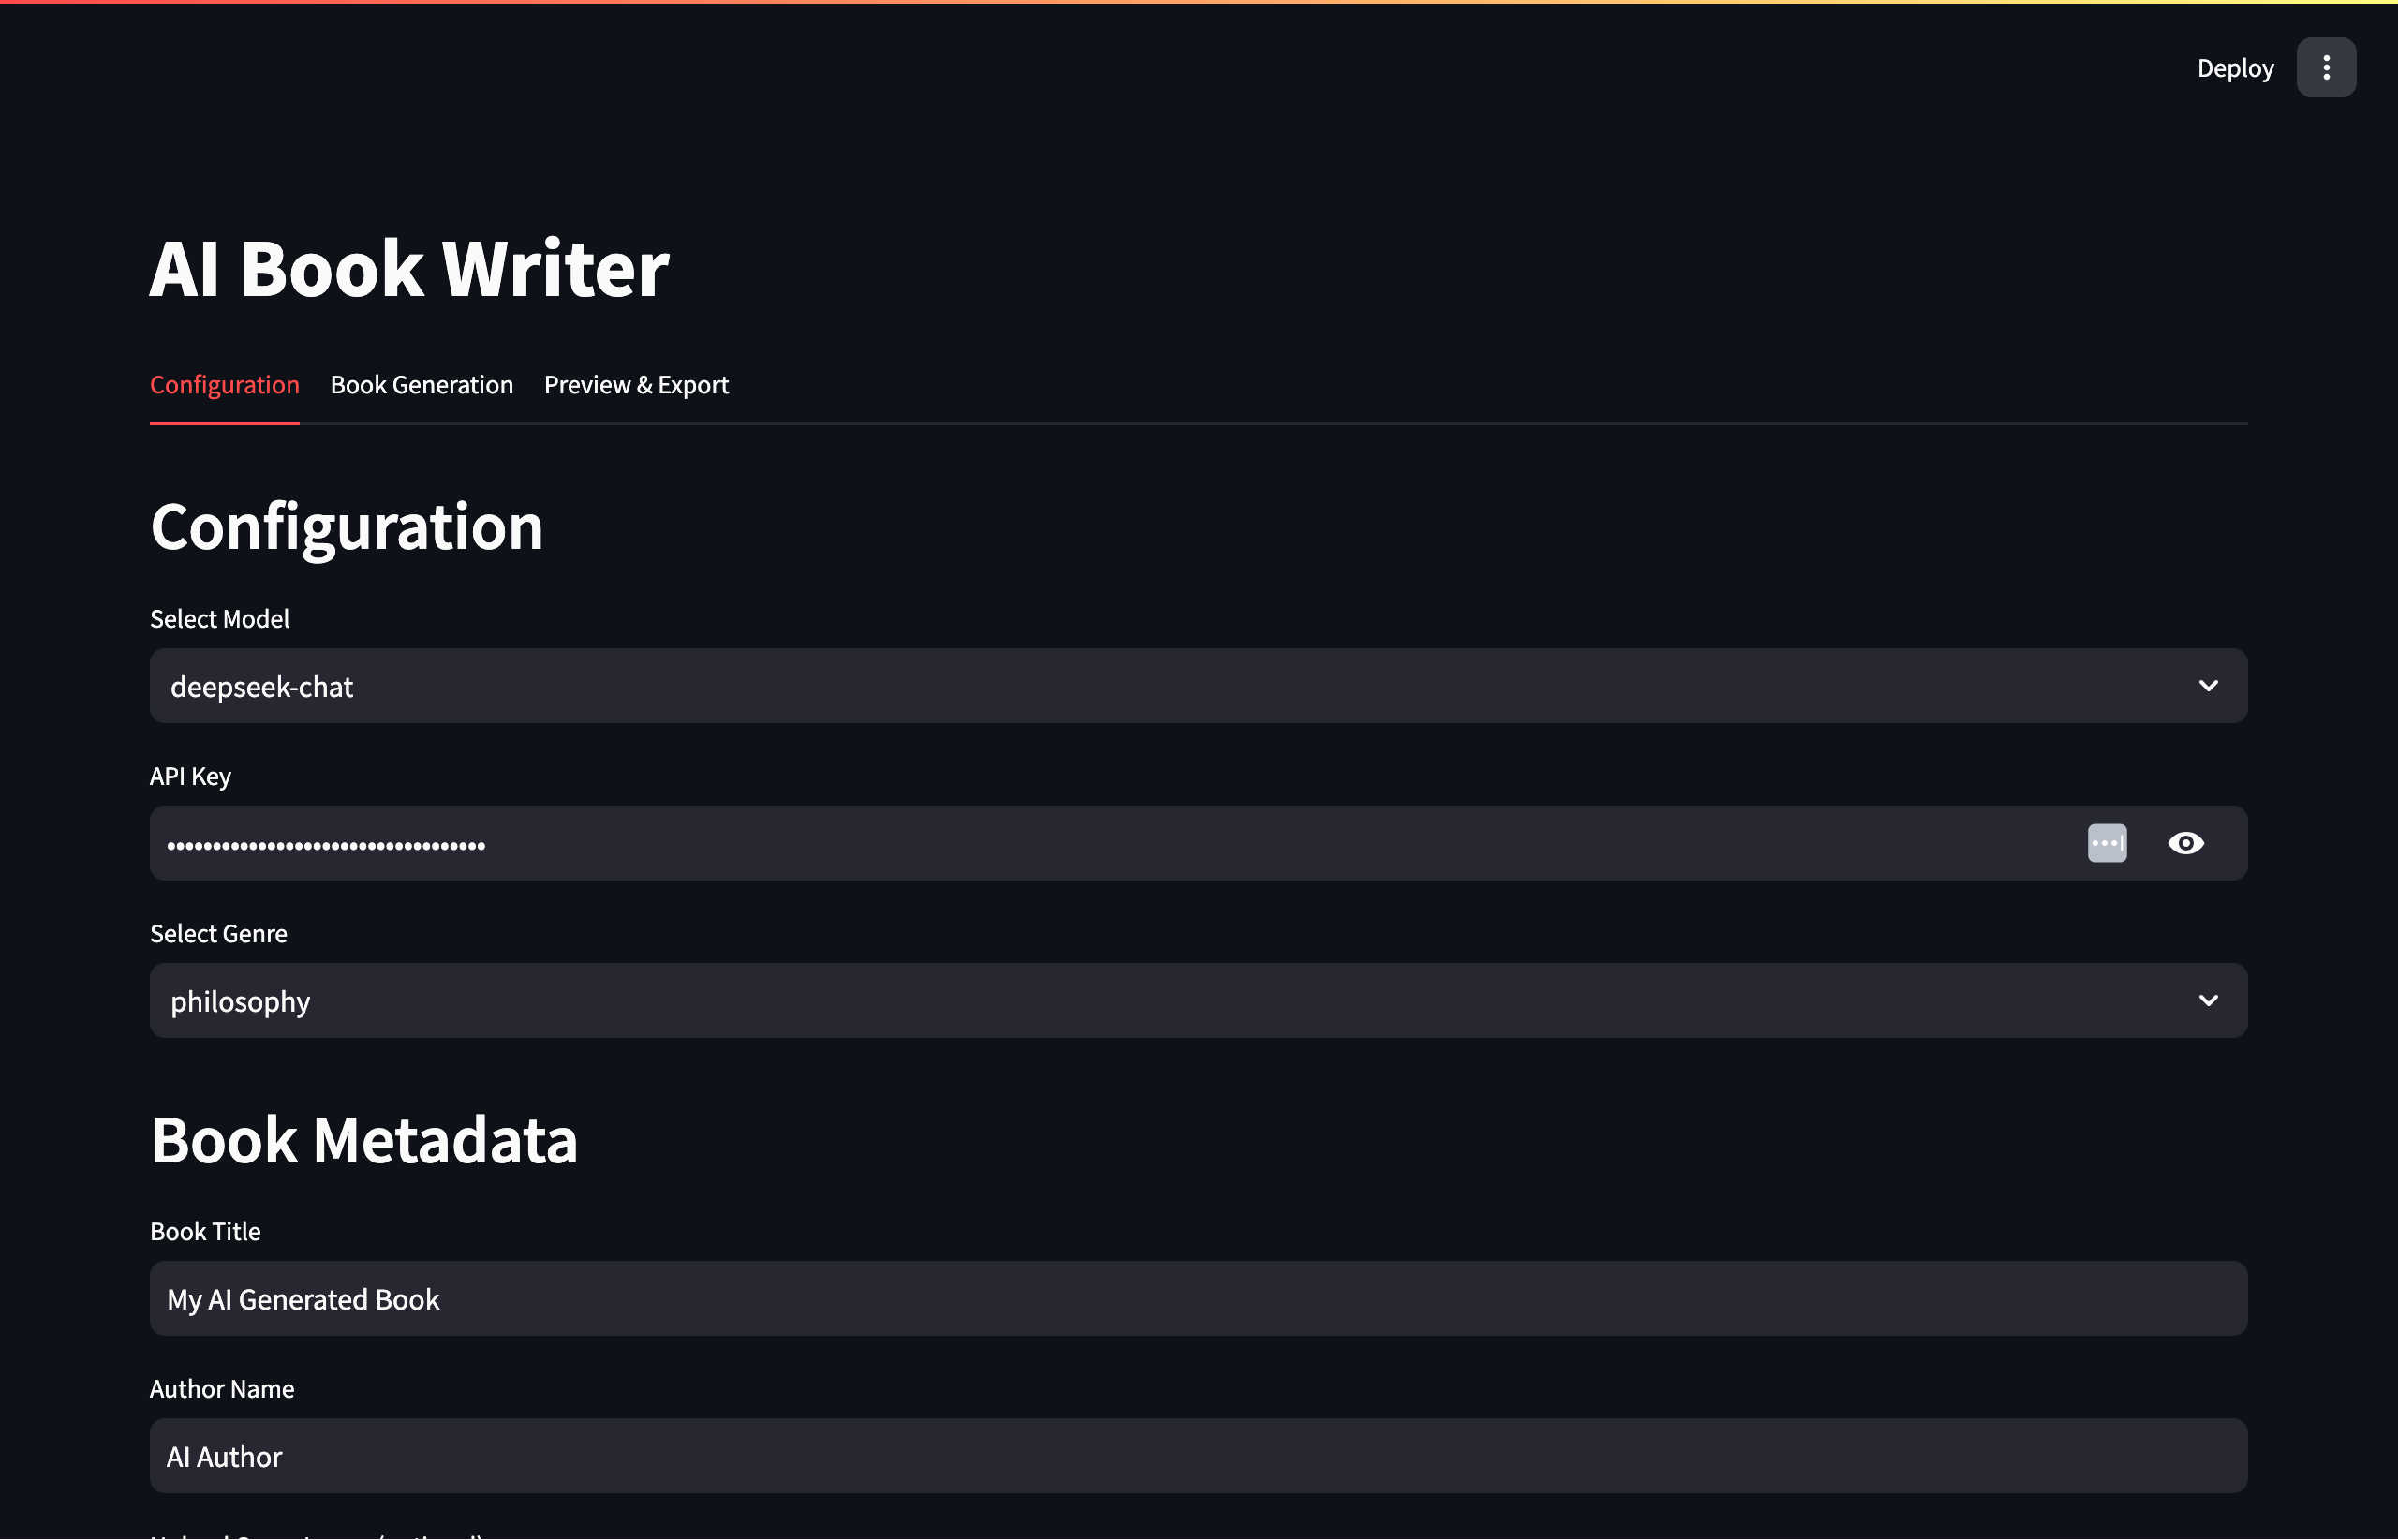 Deploy
AI Book Writer
Configuration
Book Generation
Preview & Export
Configuration
Select Model
deepseek-chat
API Key
•••••••••••••••••••••••••••••••••••
Select Genre
philosophy
Book Metadata
Book Title
My AI Generated Book
Author Name
AI Author